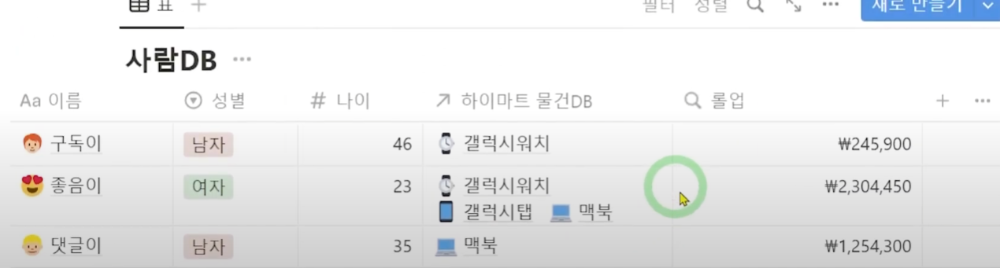 표
필터 정렬 새로 만들기
사람DB
Aa 이름 성별 # 나이 하이마트 물건DB 롤업
구독이 남자 46 갤럭시워치 ₩245,900
좋음이 여자 23 갤럭시워치 ₩2,304,450
갤럭시탭 맥북
댓글이 남자 35 맥북 ₩1,254,300